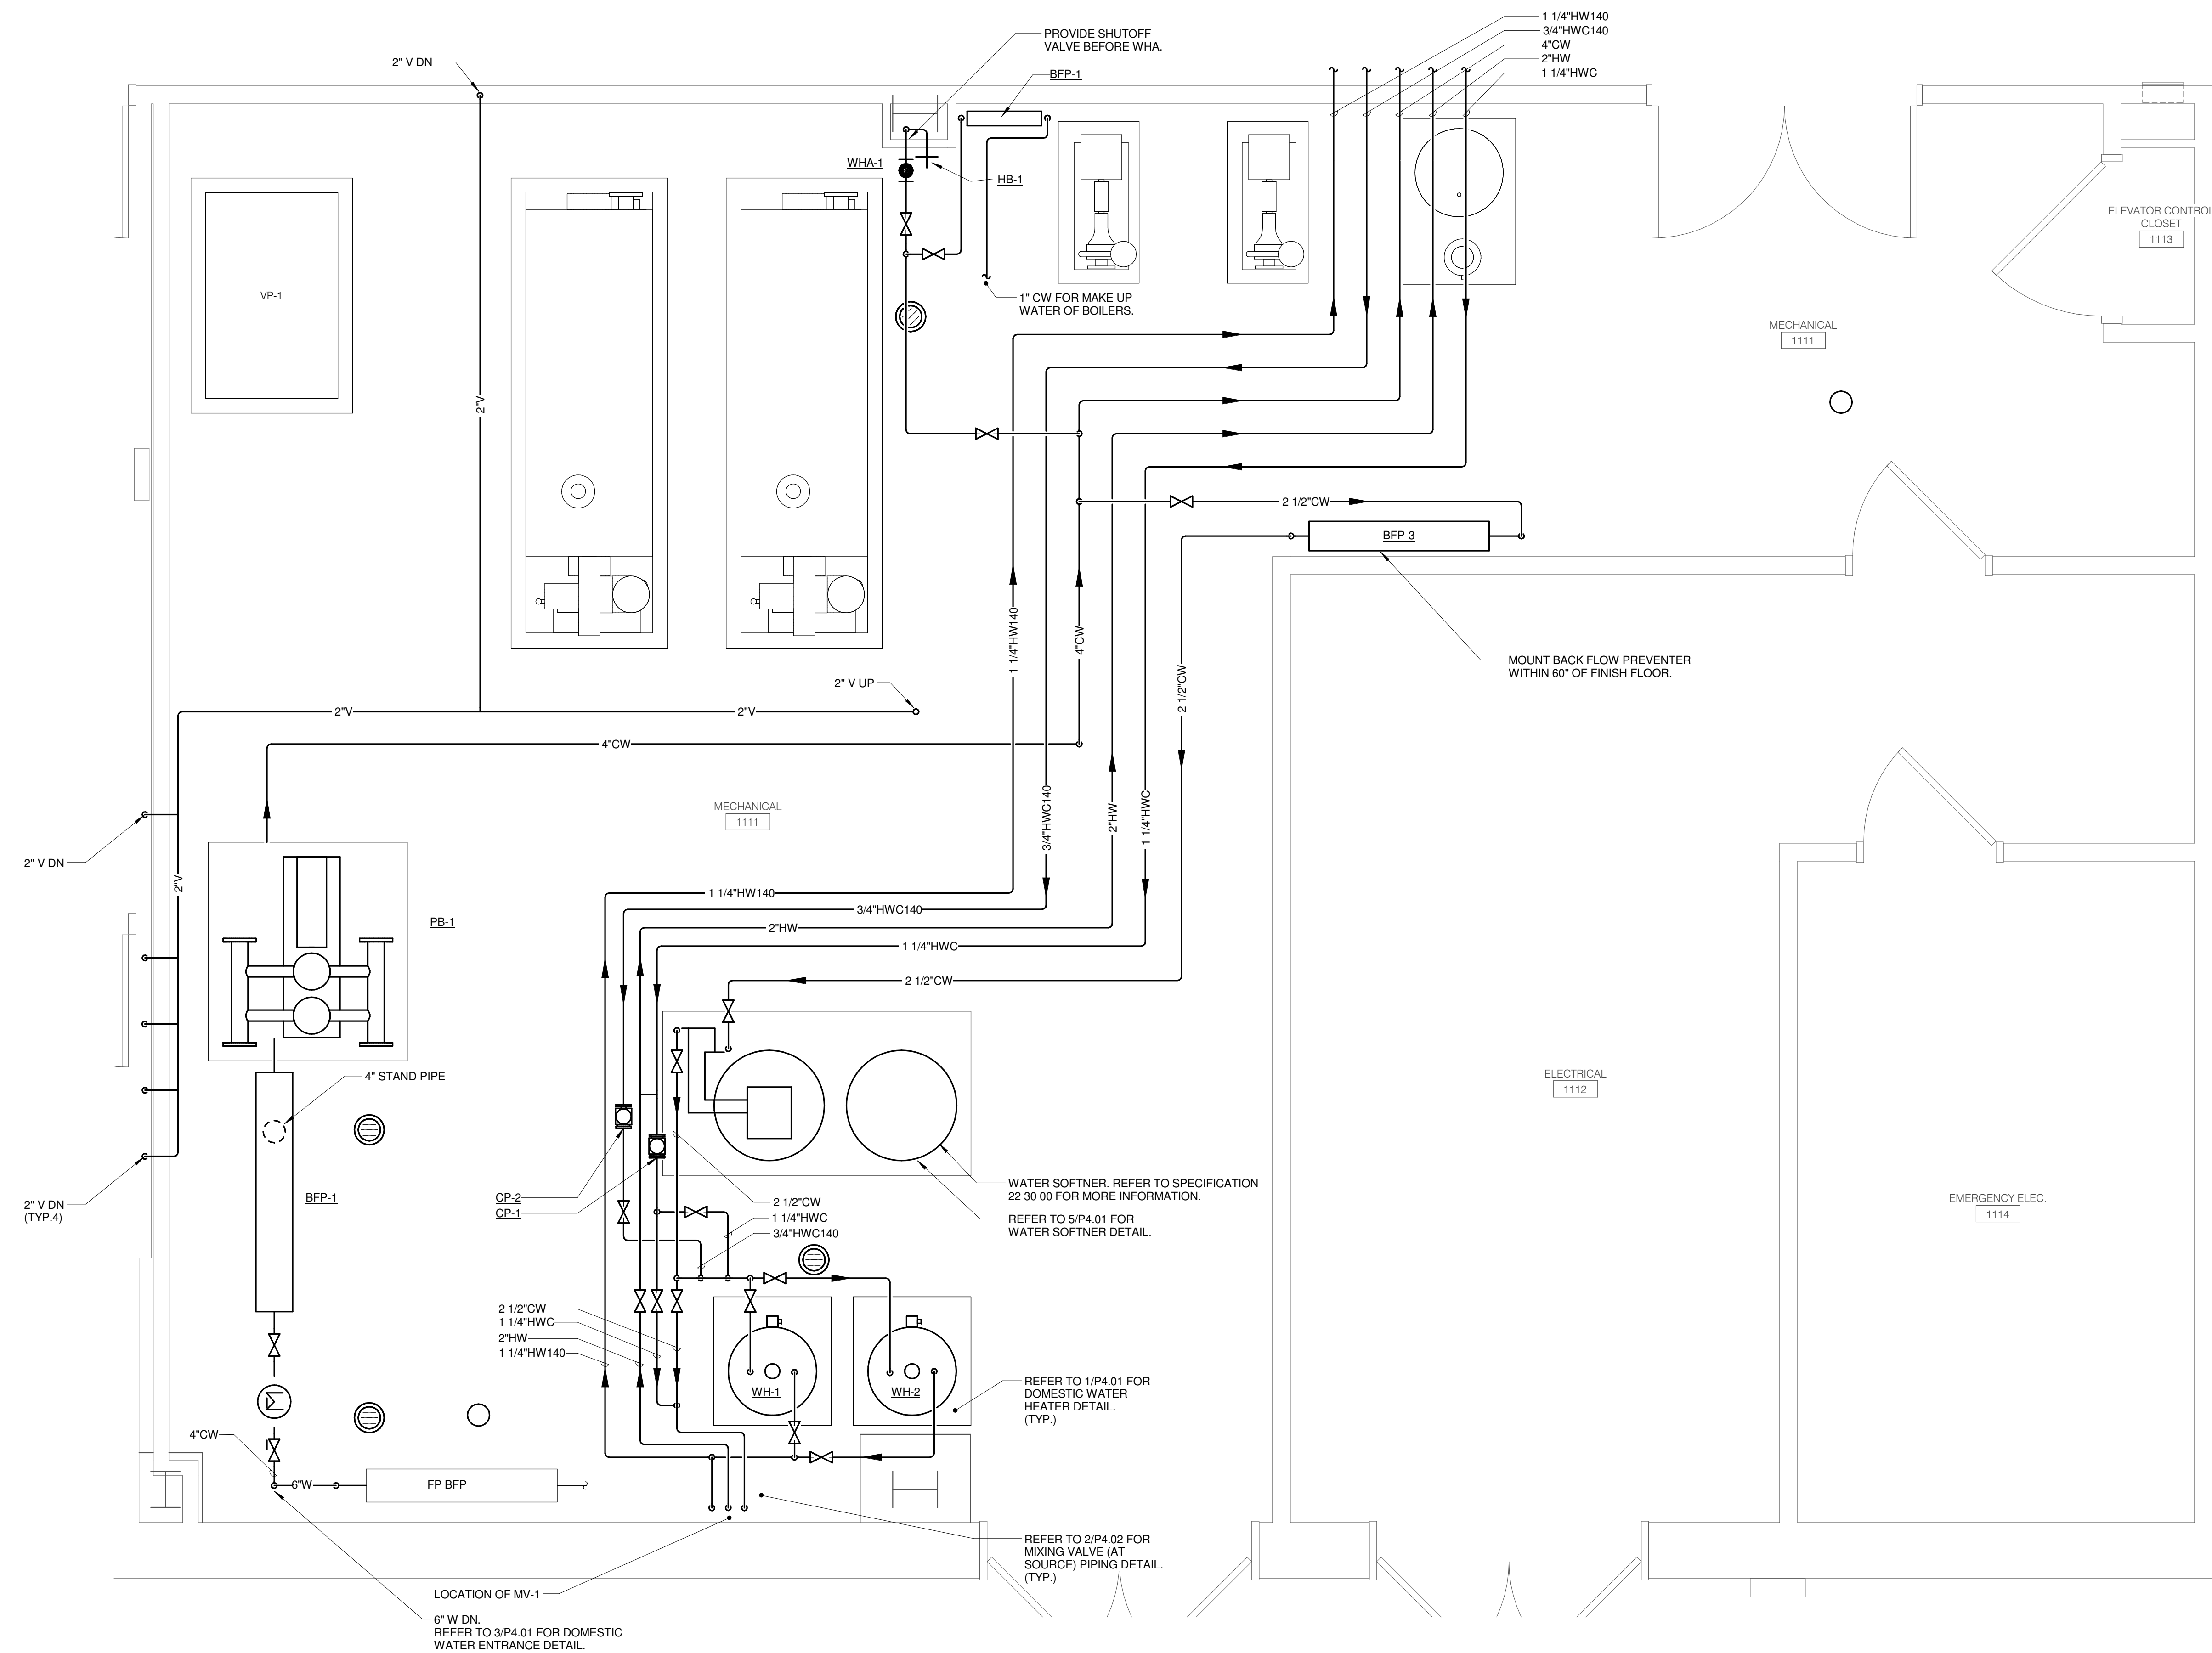 1 1/4"HW140
3/4"HWC140
4"CW
2"HW
1 1/4"HWC
PROVIDE SHUTOFF
VALVE BEFORE WHA.
2" V DN
BFP-1
WHA-1
HB-1
ELEVATOR CONTROL
CLOSET
1113
VP-1
1" CW FOR MAKE UP
WATER OF BOILERS.
MECHANICAL
1111
2"V
2 1/2"CW
BFP-3
1 1/4"HW140
4"CW
MOUNT BACK FLOW PREVENTER
WITHIN 60" OF FINISH FLOOR.
2 1/2"CW
2" V UP
2"V
2"V
4"CW
MECHANICAL
1111
3/4"HWC140
2"HW
1 1/4"HWC
2" V DN
2"V
1 1/4"HW140
3/4"HWC140
2"HW
1 1/4"HWC
PB-1
2 1/2"CW
4" STAND PIPE
ELECTRICAL
1112
WATER SOFTNER. REFER TO SPECIFICATION
22 30 00 FOR MORE INFORMATION.
BFP-1
CP-2
CP-1
2 1/2"CW
1 1/4"HWC
3/4"HWC140
REFER TO 5/P4.01 FOR
WATER SOFTNER DETAIL.
EMERGENCY ELEC.
1114
2" V DN
(TYP.4)
2 1/2"CW
1 1/4"HWC
2"HW
1 1/4"HW140
WH-1
WH-2
REFER TO 1/P4.01 FOR
DOMESTIC WATER
HEATER DETAIL.
(TYP.)
4"CW
6"W
FP BFP
REFER TO 2/P4.02 FOR
MIXING VALVE (AT
SOURCE) PIPING DETAIL.
(TYP.)
LOCATION OF MV-1
6" W DN.
REFER TO 3/P4.01 FOR DOMESTIC
WATER ENTRANCE DETAIL.